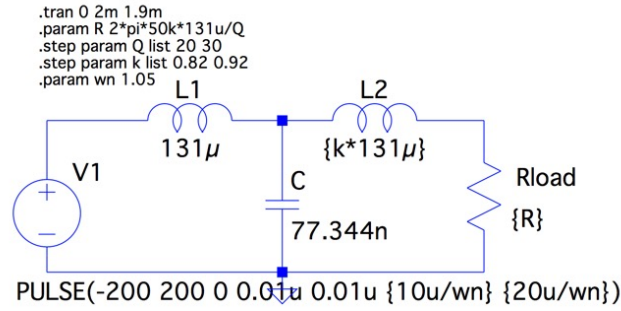 .tran 0 2m 1.9m
.param R 2*pi*50k*131u/Q
.step param Q list 20 30
.step param k list 0.82 0.92
.param wn 1.05
L1
L2
131µ
{k*131µ}
V1
C
Rload
77.344n
{R}
PULSE(-200 200 0 0.01u 0.01u {10u/wn} {20u/wn})